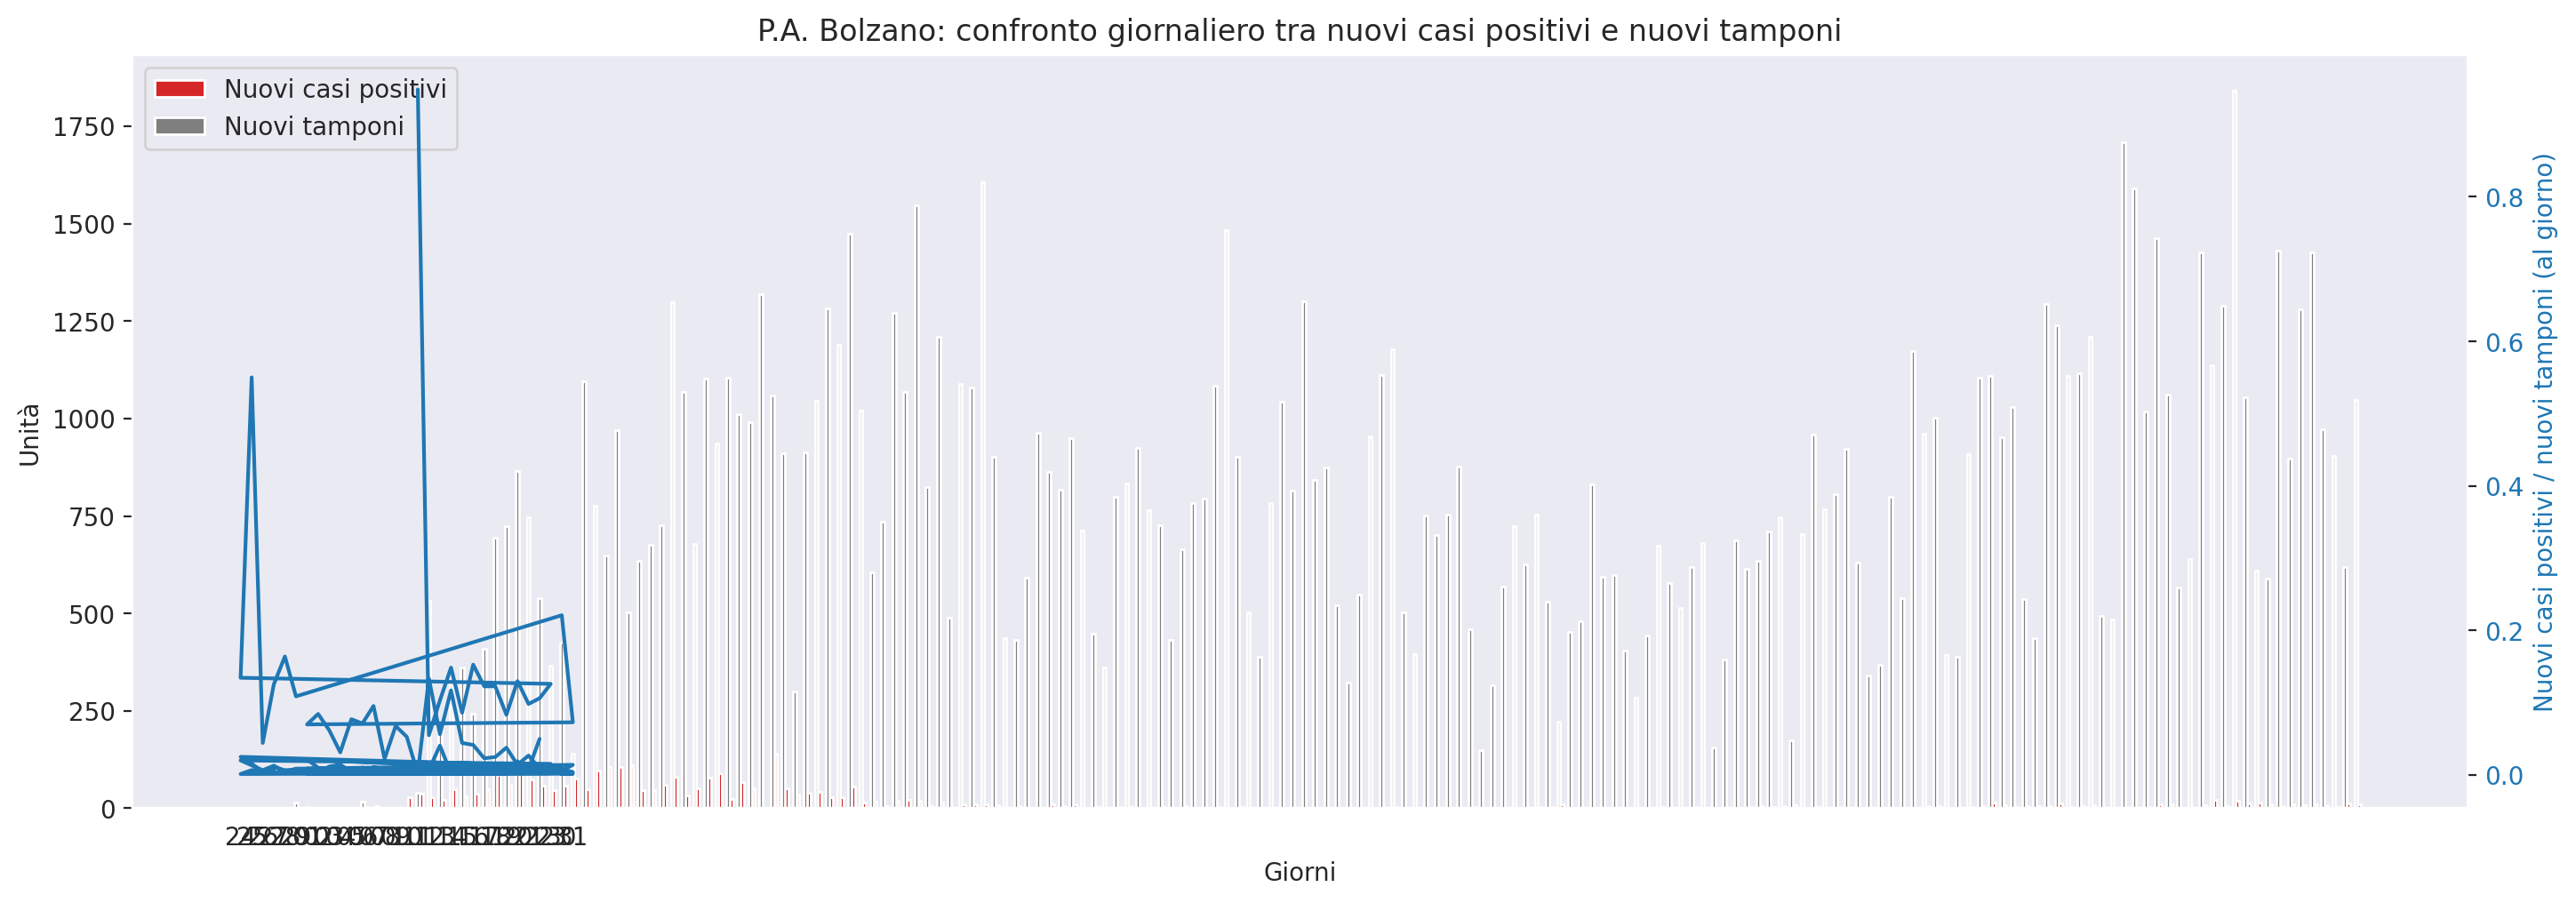 P.A. Bolzano: confronto giornaliero tra nuovi casi positivi e nuovi tamponi
Nuovi casi positivi
Nuovi tamponi
1750
1500
1250
1000
750
500
250
0
Unità
0.8
0.6
0.4
0.2
0.0
Nuovi casi positivi / nuovi tamponi (al giorno)
Giorni